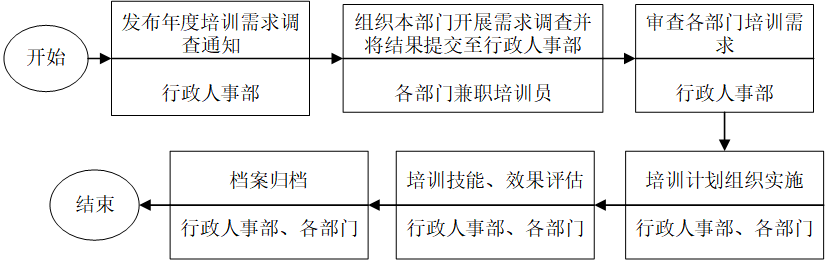 开始
发布年度培训需求调
查通知
行政人事部
组织本部门开展需求调查并
将结果提交至行政人事部
各部门兼职培训员
审查各部门培训需
求
行政人事部
培训计划组织实施
行政人事部、各部门
培训技能、效果评估
行政人事部、各部门
档案归档
行政人事部、各部门
结束